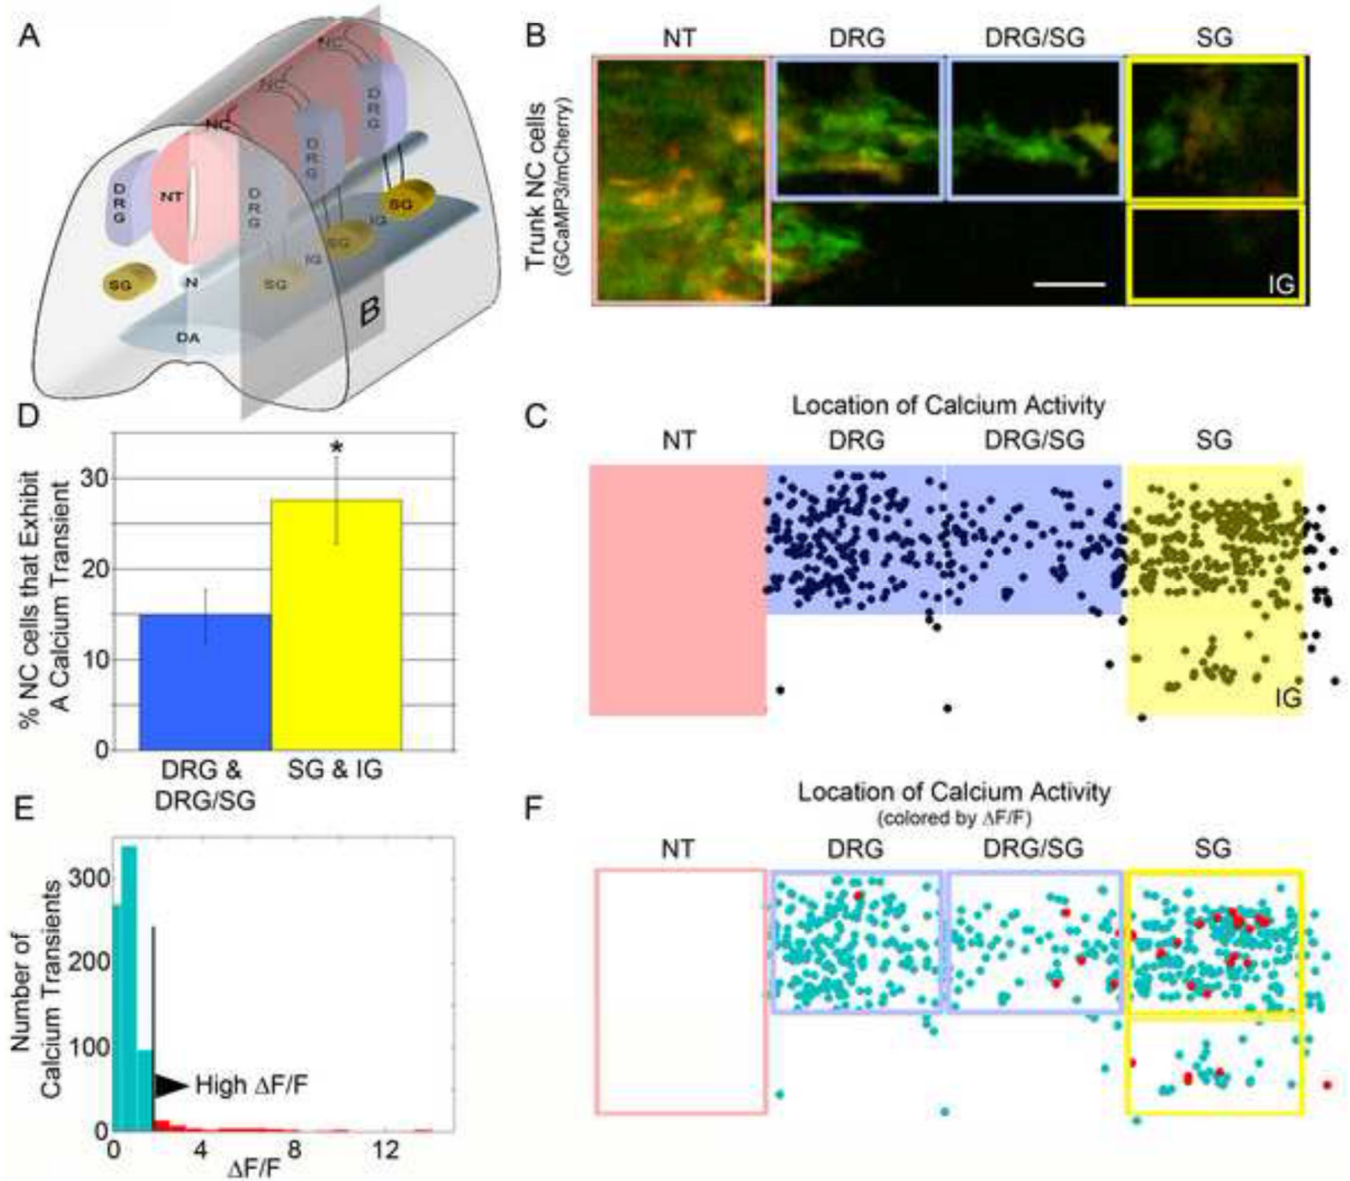 A
NC
NC
NC
DRG
DRG
DRG
DRG
NT
SG
IG
SG
IG
SG
SG
N
DA
B
B
NT DRG DRG/SG SG
Trunk NC cells
(GCaMP3/mCherry)
IG
C
Location of Calcium Activity
NT DRG DRG/SG SG
IG
D
% NC cells that Exhibit
A Calcium Transient
30
20
10
0
*
DRG & SG & IG
DRG/SG
E
Number of
Calcium Transients
300
200
100
0
High ΔF/F
0 4 8 12
ΔF/F
F
Location of Calcium Activity
(colored by ΔF/F)
NT DRG DRG/SG SG